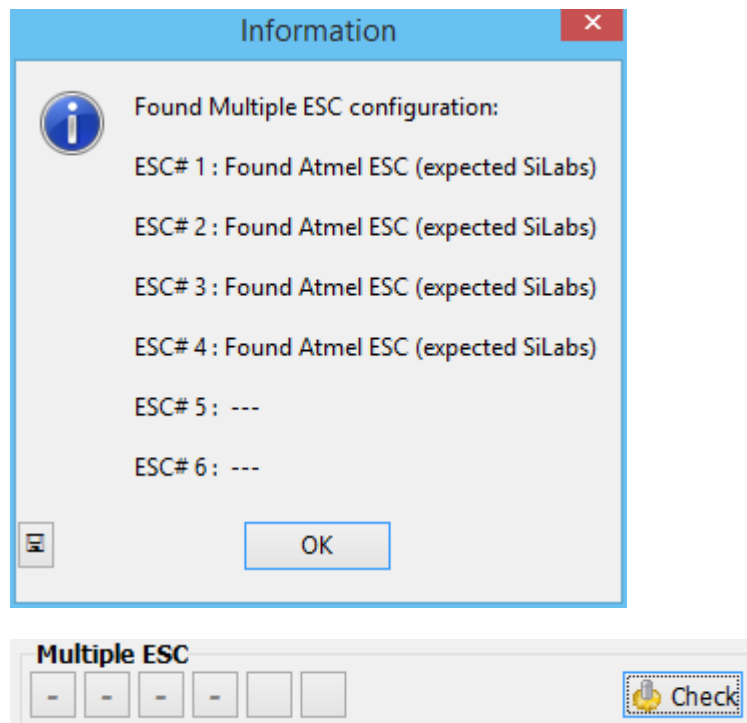 Information
Found Multiple ESC configuration:
ESC# 1 : Found Atmel ESC (expected SiLabs)
ESC# 2 : Found Atmel ESC (expected SiLabs)
ESC# 3 : Found Atmel ESC (expected SiLabs)
ESC# 4 : Found Atmel ESC (expected SiLabs)
ESC# 5 : ---
ESC# 6 : ---
OK
Multiple ESC
- - - - Check